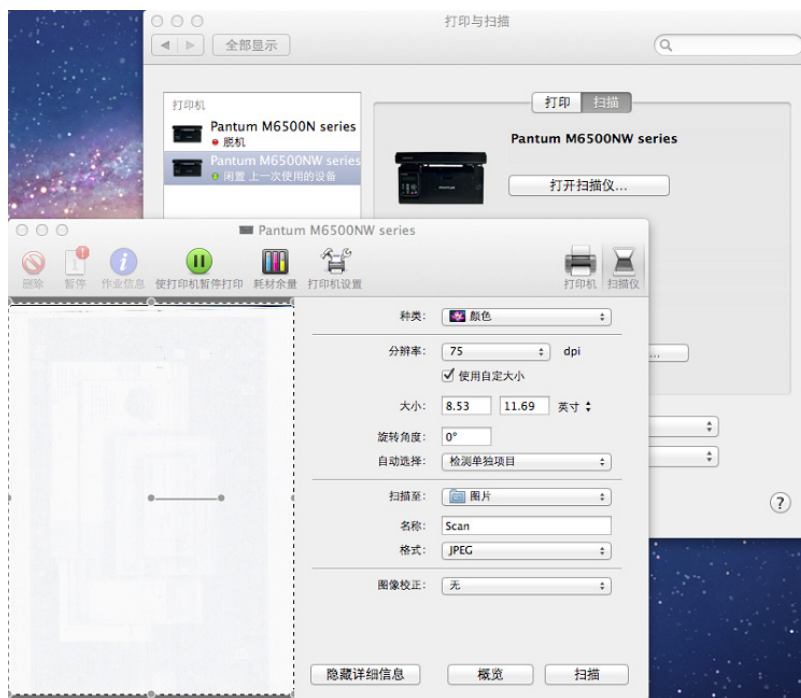 打印与扫描
全部显示
打印机
Pantum M6500N series
脱机
Pantum M6500NW series
闲置 上一次使用的设备
打印 扫描
Pantum M6500NW series
打开扫描仪...
...
?
Pantum M6500NW series
删除 暂停 作业信息 使打印机暂停打印 耗材余量 打印机设置 打印机 扫描仪
种类: 颜色
分辨率: 75 dpi
使用自定大小
大小: 8.53 11.69 英寸
旋转角度: 0°
自动选择: 检测单独项目
扫描至: 图片
名称: Scan
格式: JPEG
图像校正: 无
隐藏详细信息 概览 扫描